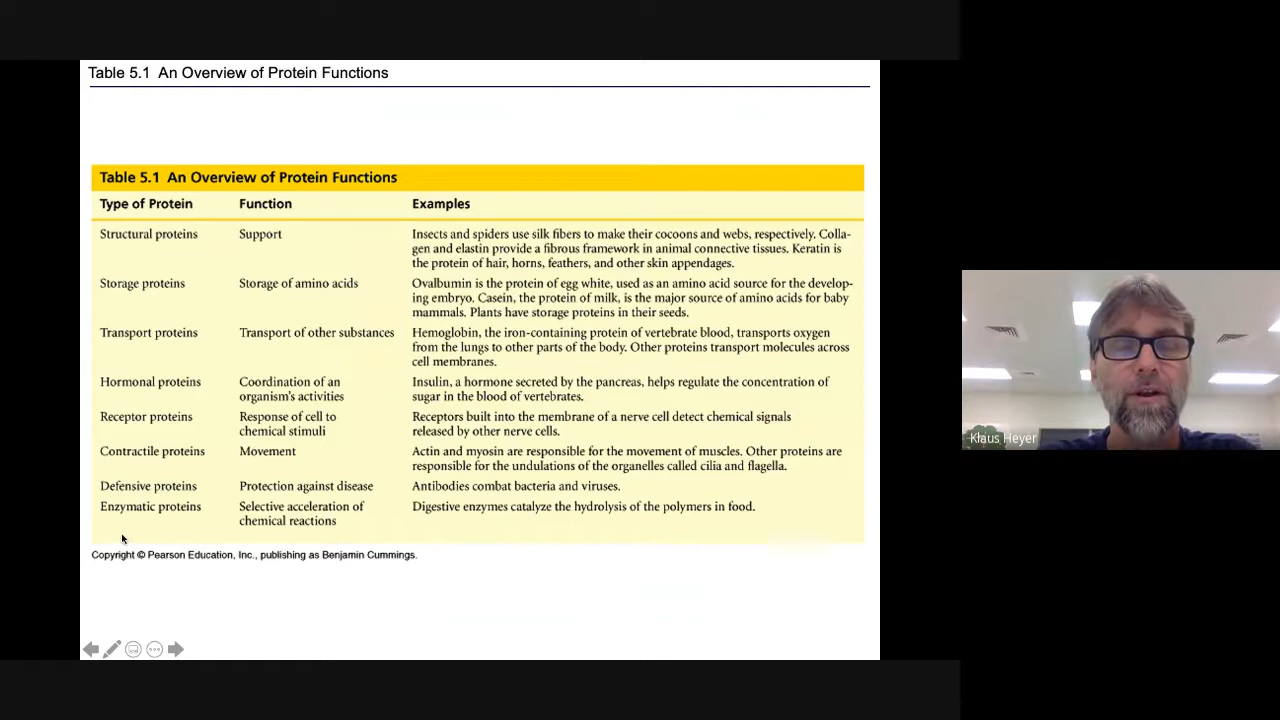 Table 5.1 An Overview of Protein Functions
Table 5.1 An Overview of Protein Functions
Type of Protein Function Examples
Structural proteins Support Insects and spiders use silk fibers to make their cocoons and webs, respectively. Colla-
gen and elastin provide a fibrous framework in animal connective tissues. Keratin is
the protein of hair, horns, feathers, and other skin appendages.
Storage proteins Storage of amino acids Ovalbumin is the protein of egg white, used as an amino acid source for the develop-
ing embryo. Casein, the protein of milk, is the major source of amino acids for baby
mammals. Plants have storage proteins in their seeds.
Transport proteins Transport of other substances Hemoglobin, the iron-containing protein of vertebrate blood, transports oxygen
from the lungs to other parts of the body. Other proteins transport molecules across
cell membranes.
Hormonal proteins Coordination of an Insulin, a hormone secreted by the pancreas, helps regulate the concentration of
organism's activities sugar in the blood of vertebrates.
Receptor proteins Response of cell to Receptors built into the membrane of a nerve cell detect chemical signals
chemical stimuli released by other nerve cells.
Contractile proteins Movement Actin and myosin are responsible for the movement of muscles. Other proteins are
responsible for the undulations of the organelles called cilia and flagella.
Defensive proteins Protection against disease Antibodies combat bacteria and viruses.
Enzymatic proteins Selective acceleration of Digestive enzymes catalyze the hydrolysis of the polymers in food.
chemical reactions
Copyright © Pearson Education, Inc., publishing as Benjamin Cummings.
Klaus Heyer